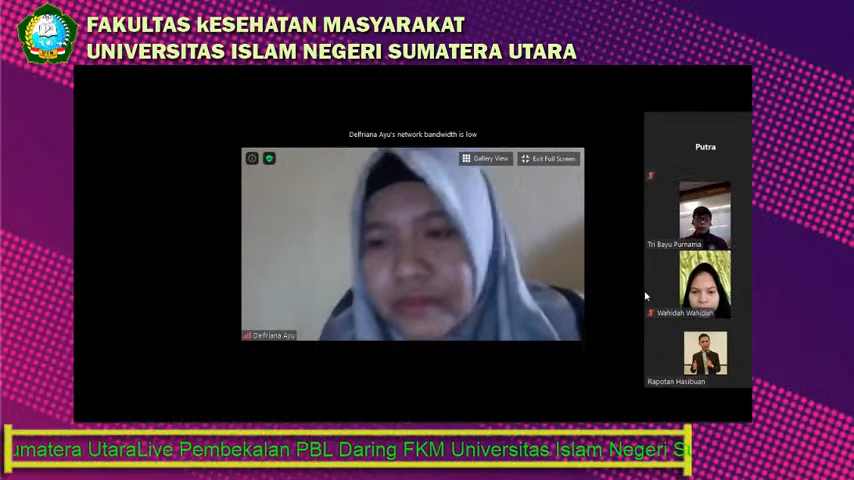 FAKULTAS kESEHATAN MASYARAKAT
UNIVERSITAS ISLAM NEGERI SUMATERA UTARA
Delfriana Ayu's network bandwidth is low
Gallery View
Exit Full Screen
Putra
Tri Bayu Purnama
Wahidah Wahidah
Delfriana Ayu
Rapotan Hasibuan
umatera UtaraLive Pembekalan PBL Daring FKM Universitas Islam Negeri S